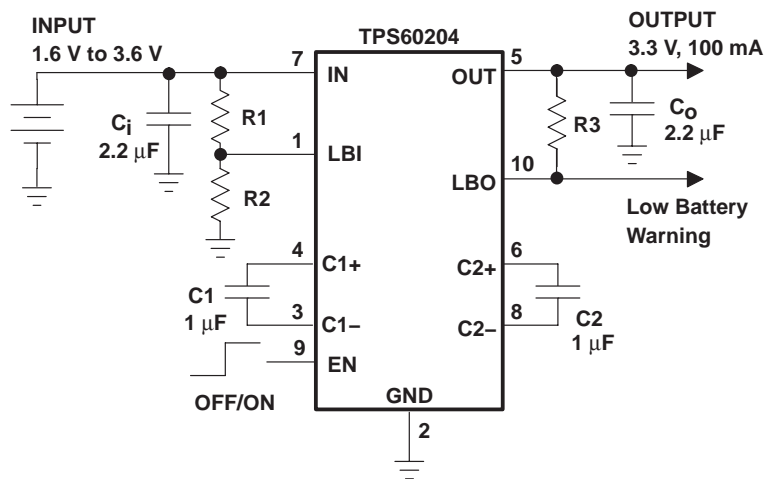 INPUT
1.6 V to 3.6 V
TPS60204
OUTPUT
3.3 V, 100 mA
7
IN
5
OUT
Ci
2.2 μF
R1
1
LBI
R2
R3
Co
2.2 μF
10
LBO
Low Battery
Warning
4
C1+
C1
1 μF
3
C1−
6
C2+
8
C2−
C2
1 μF
9
EN
OFF/ON
GND
2